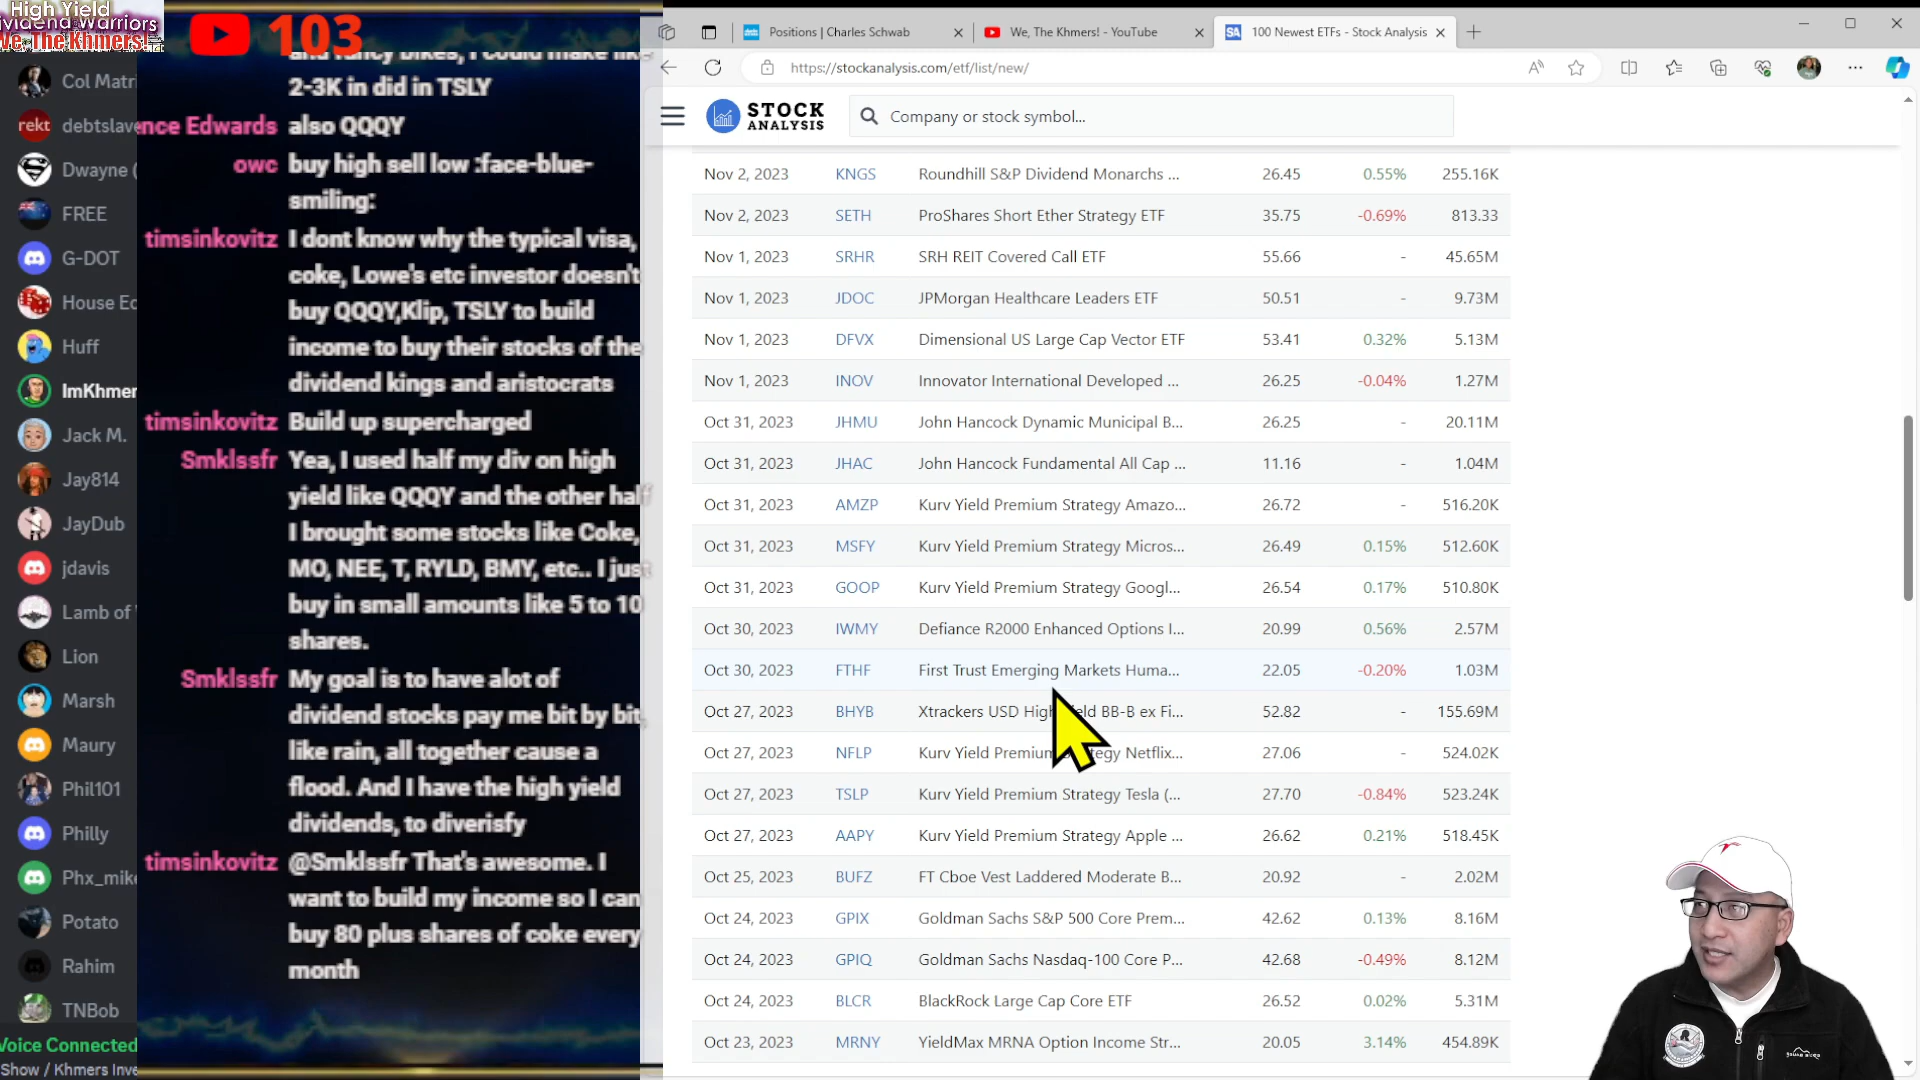 High Yield
Dividend Warriors
We, The Khmers!
103
Col Matri
rekt
debtslave
Dwayne (
FREE
G-DOT
House Ed
Huff
ImKhmer
Jack M.
Jay814
JayDub
jdavis
Lamb of
Lion
Marsh
Maury
Phil101
Philly
Phx_mike
Potato
Rahim
TNBob
Voice Connected
Show / Khmers Inve
2-3K in did in TSLY
nce Edwards also QQQY
owc buy high sell low :face-blue-
smiling:
timsinkovitz I dont know why the typical visa,
coke, Lowe's etc investor doesn't
buy QQQY,Klip, TSLY to build
income to buy their stocks of the
dividend kings and aristocrats
timsinkovitz Build up supercharged
Smklssfr Yea, I used half my div on high
yield like QQQY and the other half
I brought some stocks like Coke,
MO, NEE, T, RYLD, BMY, etc.. I just
buy in small amounts like 5 to 10
shares.
Smklssfr My goal is to have alot of
dividend stocks pay me bit by bit,
like rain, all together cause a
flood. And I have the high yield
dividends, to diverisfy
timsinkovitz @Smklssfr That's awesome. I
want to build my income so I can
buy 80 plus shares of coke every
month
Positions | Charles Schwab
We, The Khmers! - YouTube
SA 100 Newest ETFs - Stock Analysis
https://stockanalysis.com/etf/list/new/
STOCK
ANALYSIS
Company or stock symbol...
Nov 2, 2023 KNGS Roundhill S&P Dividend Monarchs ... 26.45 0.55% 255.16K
Nov 2, 2023 SETH ProShares Short Ether Strategy ETF 35.75 -0.69% 813.33
Nov 1, 2023 SRHR SRH REIT Covered Call ETF 55.66 - 45.65M
Nov 1, 2023 JDOC JPMorgan Healthcare Leaders ETF 50.51 - 9.73M
Nov 1, 2023 DFVX Dimensional US Large Cap Vector ETF 53.41 0.32% 5.13M
Nov 1, 2023 INOV Innovator International Developed ... 26.25 -0.04% 1.27M
Oct 31, 2023 JHMU John Hancock Dynamic Municipal B... 26.25 - 20.11M
Oct 31, 2023 JHAC John Hancock Fundamental All Cap ... 11.16 - 1.04M
Oct 31, 2023 AMZP Kurv Yield Premium Strategy Amazo... 26.72 - 516.20K
Oct 31, 2023 MSFY Kurv Yield Premium Strategy Micros... 26.49 0.15% 512.60K
Oct 31, 2023 GOOP Kurv Yield Premium Strategy Googl... 26.54 0.17% 510.80K
Oct 30, 2023 IWMY Defiance R2000 Enhanced Options I... 20.99 0.56% 2.57M
Oct 30, 2023 FTHF First Trust Emerging Markets Huma... 22.05 -0.20% 1.03M
Oct 27, 2023 BHYB Xtrackers USD High Yield BB-B ex Fi... 52.82 - 155.69M
Oct 27, 2023 NFLP Kurv Yield Premium Strategy Netflix... 27.06 - 524.02K
Oct 27, 2023 TSLP Kurv Yield Premium Strategy Tesla (... 27.70 -0.84% 523.24K
Oct 27, 2023 AAPY Kurv Yield Premium Strategy Apple ... 26.62 0.21% 518.45K
Oct 25, 2023 BUFZ FT Cboe Vest Laddered Moderate B... 20.92 - 2.02M
Oct 24, 2023 GPIX Goldman Sachs S&P 500 Core Prem... 42.62 0.13% 8.16M
Oct 24, 2023 GPIQ Goldman Sachs Nasdaq-100 Core P... 42.68 -0.49% 8.12M
Oct 24, 2023 BLCR BlackRock Large Cap Core ETF 26.52 0.02% 5.31M
Oct 23, 2023 MRNY YieldMax MRNA Option Income Str... 20.05 3.14% 454.89K